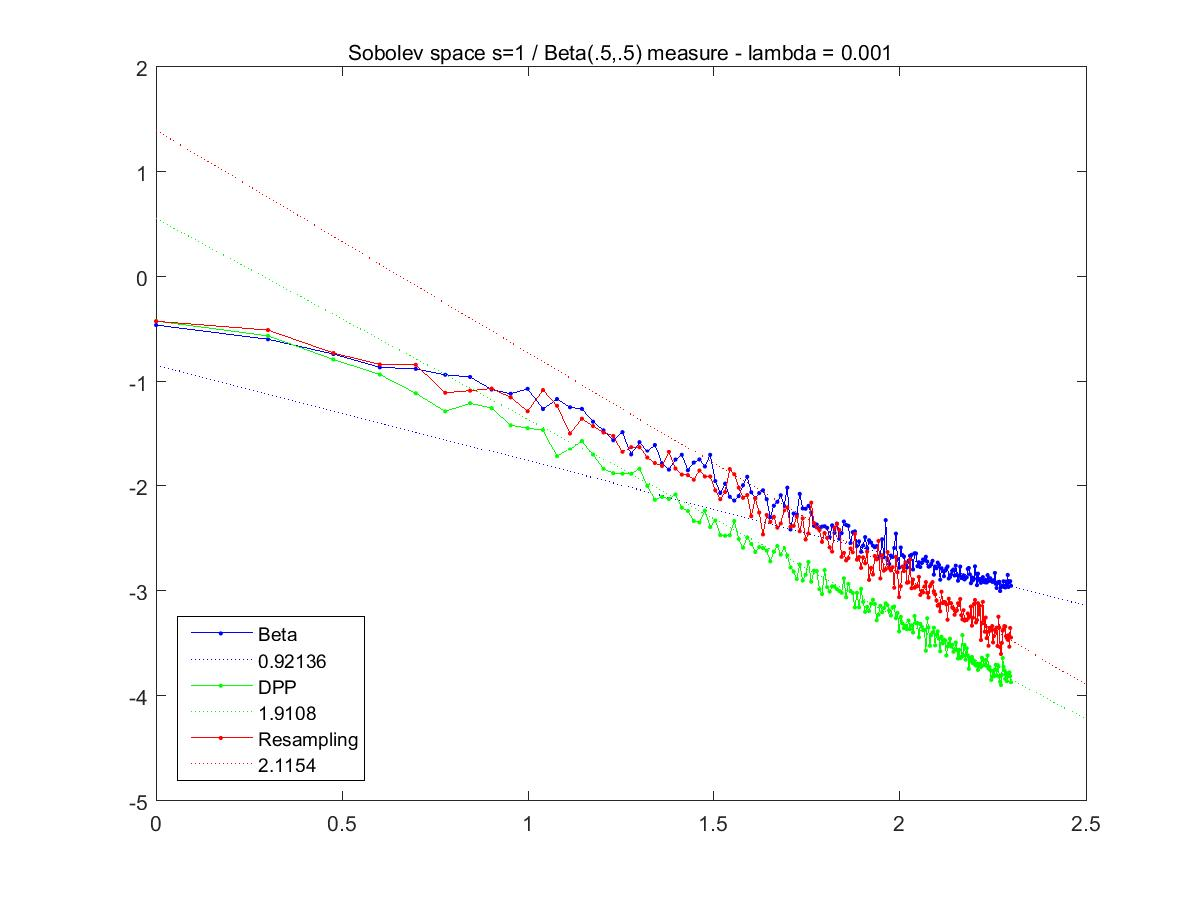 Sobolev space s=1 / Beta(.5,.5) measure - lambda = 0.001
2
1
0
-1
-2
-3
-4
-5
Beta
0.92136
DPP
1.9108
Resampling
2.1154
0 0.5 1 1.5 2 2.5